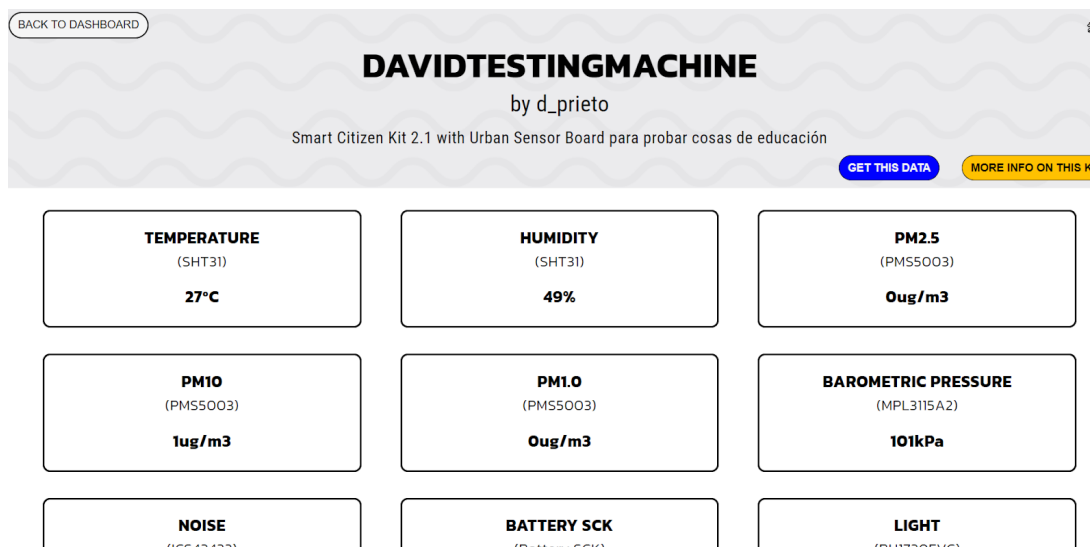 BACK TO DASHBOARD
DAVIDTESTINGMACHINE
by d_prieto
Smart Citizen Kit 2.1 with Urban Sensor Board para probar cosas de educación
GET THIS DATA
MORE INFO ON THIS
TEMPERATURE
(SHT31)
27ºC
HUMIDITY
(SHT31)
49%
PM2.5
(PMS5003)
0ug/m3
PM10
(PMS5003)
1ug/m3
PM1.0
(PMS5003)
0ug/m3
BAROMETRIC PRESSURE
(MPL3115A2)
101kPa
NOISE
BATTERY SCK
LIGHT